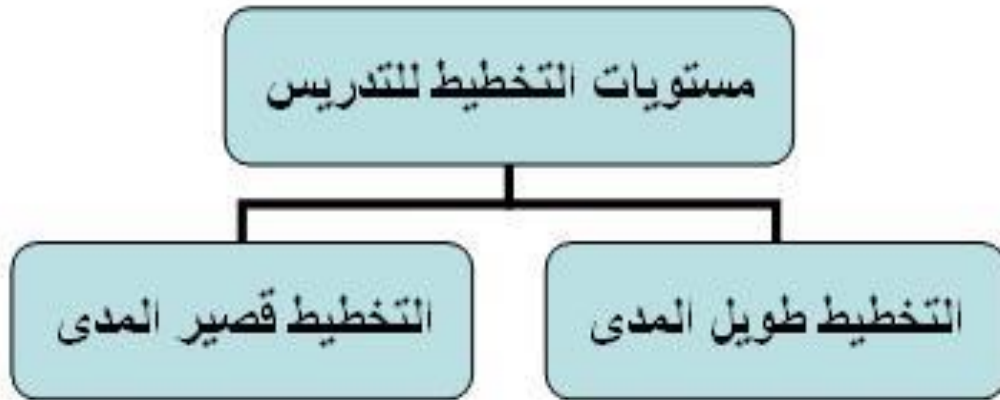 مستويات التخطيط للتدريس
التخطيط طويل المدى
التخطيط قصير المدى